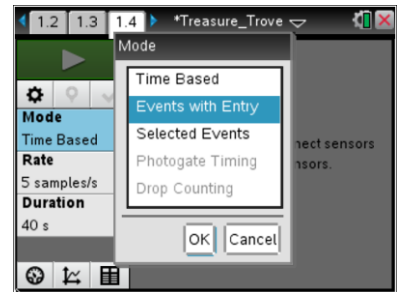 1.2 1.3 1.4 *Treasure_Trove
Mode
Time Based
Events with Entry
Selected Events
Photogate Timing
Drop Counting
OK Cancel
Mode
Time Based
Rate
5 samples/s
Duration
40 s
nect sensors
nsors.